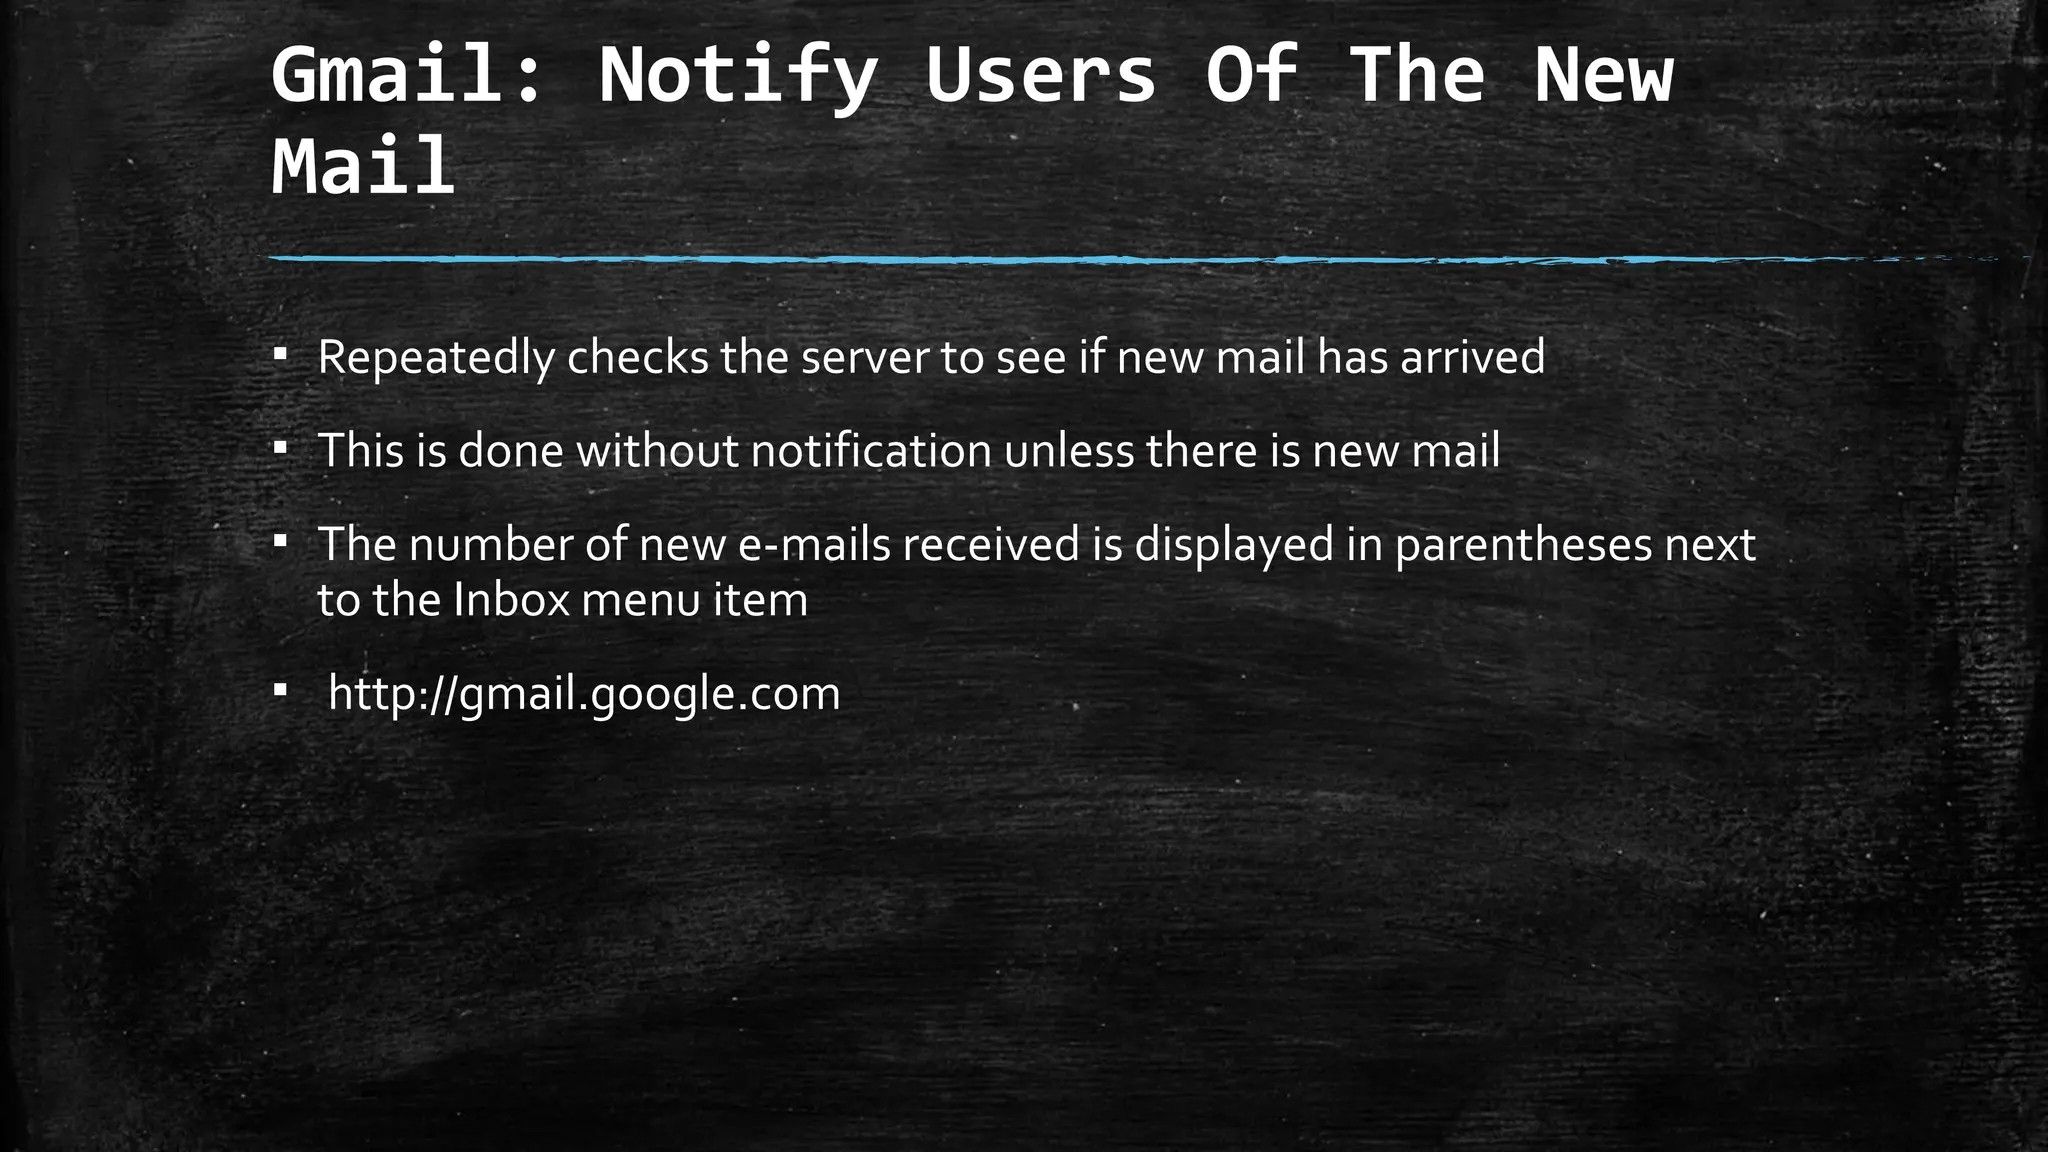 Gmail: Notify Users Of The New
Mail
▪ Repeatedly checks the server to see if new mail has arrived
▪ This is done without notification unless there is new mail
▪ The number of new e-mails received is displayed in parentheses next
to the Inbox menu item
▪ http://gmail.google.com